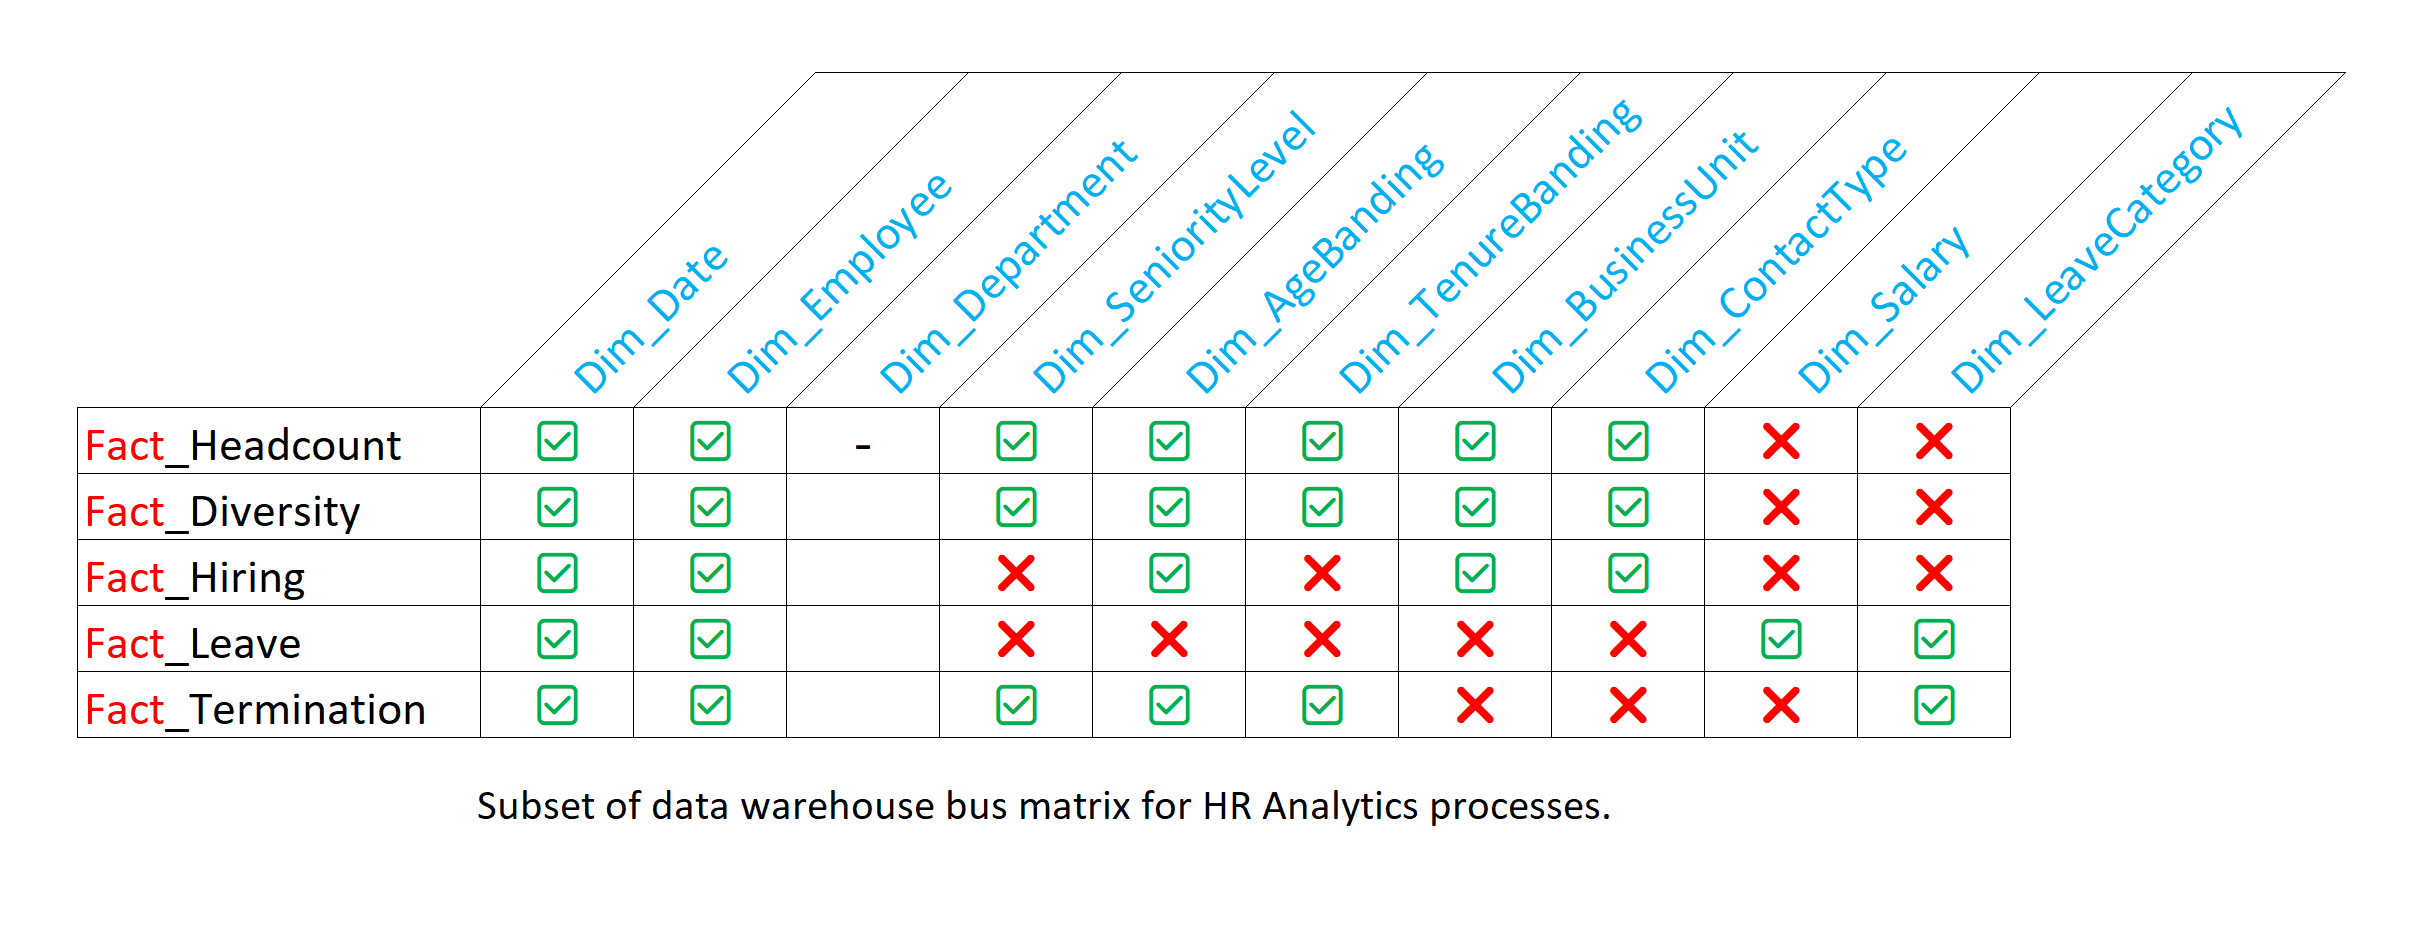 Dim_Date
Dim_Employee
Dim_Department
Dim_SeniorityLevel
Dim_AgeBanding
Dim_TenureBanding
Dim_BusinessUnit
Dim_ContactType
Dim_Salary
Dim_LeaveCategory
Fact_Headcount ☑ ☑ - ☑ ☑ ☑ ☑ ☑ ❌ ❌
Fact_Diversity ☑ ☑ ☑ ☑ ☑ ☑ ☑ ❌ ❌
Fact_Hiring ☑ ☑ ❌ ☑ ❌ ☑ ☑ ❌ ❌
Fact_Leave ☑ ☑ ❌ ❌ ❌ ❌ ❌ ☑ ☑
Fact_Termination ☑ ☑ ☑ ☑ ☑ ❌ ❌ ❌ ☑
Subset of data warehouse bus matrix for HR Analytics processes.